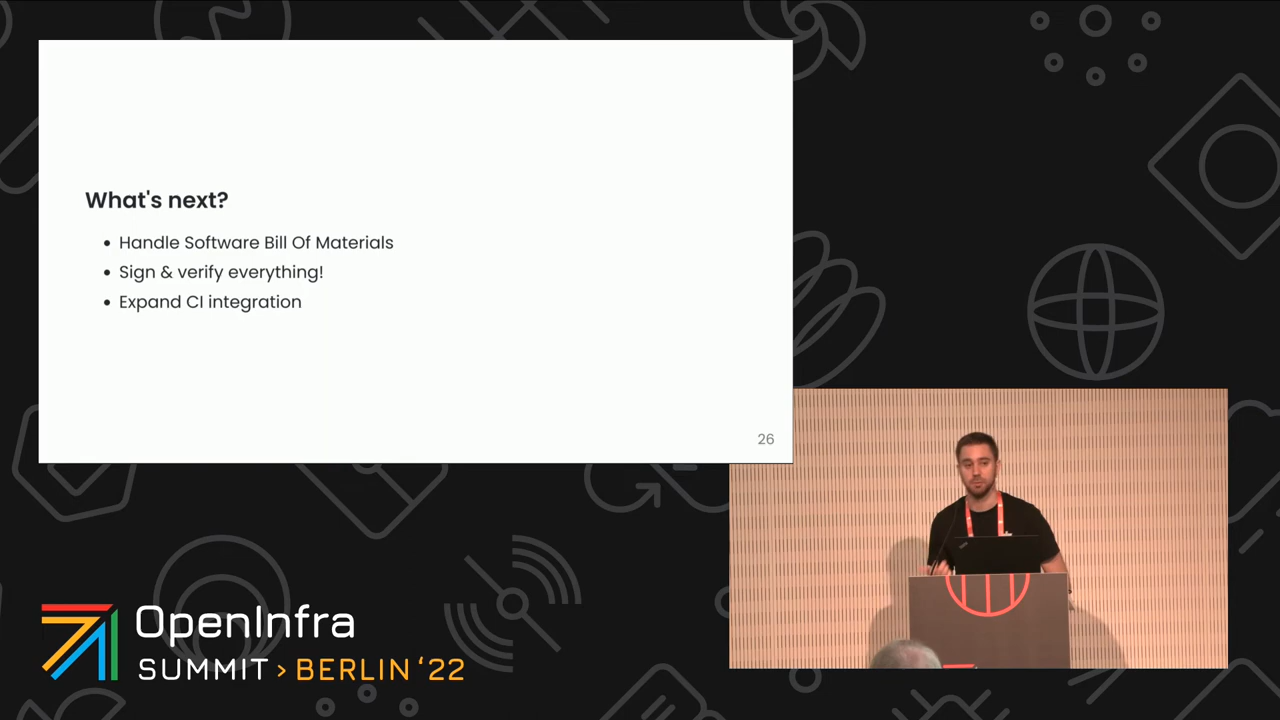 What's next?
• Handle Software Bill Of Materials
• Sign & verify everything!
• Expand CI integration
26
OpenInfra
SUMMIT > BERLIN '22